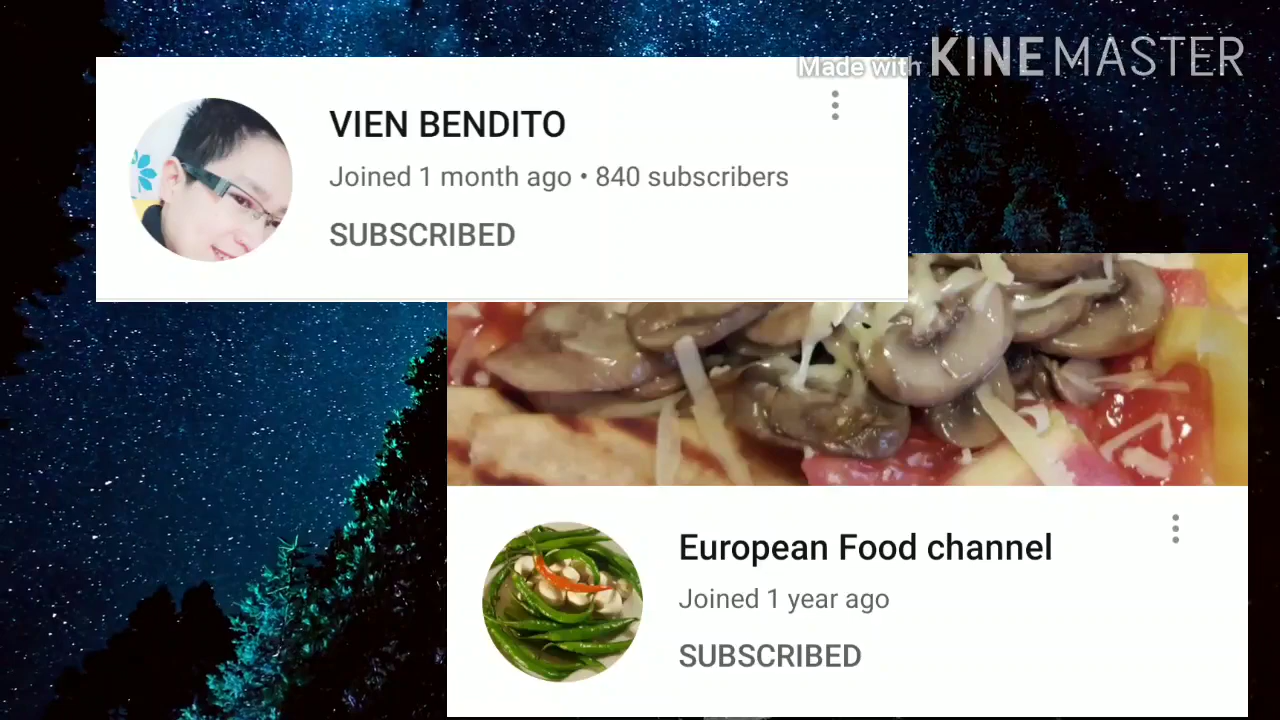 Made with KINEMASTER
VIEN BENDITO
Joined 1 month ago • 840 subscribers
SUBSCRIBED
European Food channel
Joined 1 year ago
SUBSCRIBED